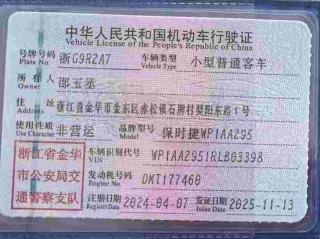 中华人民共和国机动车行驶证
Vehicle License of the People's Republic of China
号牌号码 浙G9RZA7 车辆类型 小型普通客车
Plate No. Vehicle Type
所有人 邵玉丞
Owner
住址 浙江省金华市金东区赤松镇石牌村婺阳东路1号
Address
使用性质 非营运 品牌型号 保时捷WP1AA295
Use Character Model
浙江省金华
市公安局交
通警察支队
车辆识别代号 WP1AA2951RLB03398
VIN
发动机号码 DMT177460
Engine No.
注册日期 2024-04-07 发证日期 2025-11-13
Register Date Issue Date